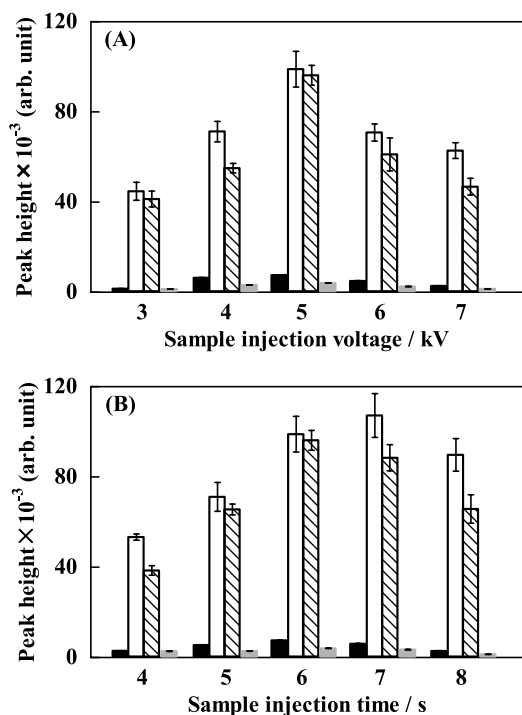 (A)
Peak height×10⁻³ (arb. unit)
120
80
40
0
3 4 5 6 7
Sample injection voltage / kV
(B)
Peak height×10⁻³ (arb. unit)
120
80
40
0
4 5 6 7 8
Sample injection time / s